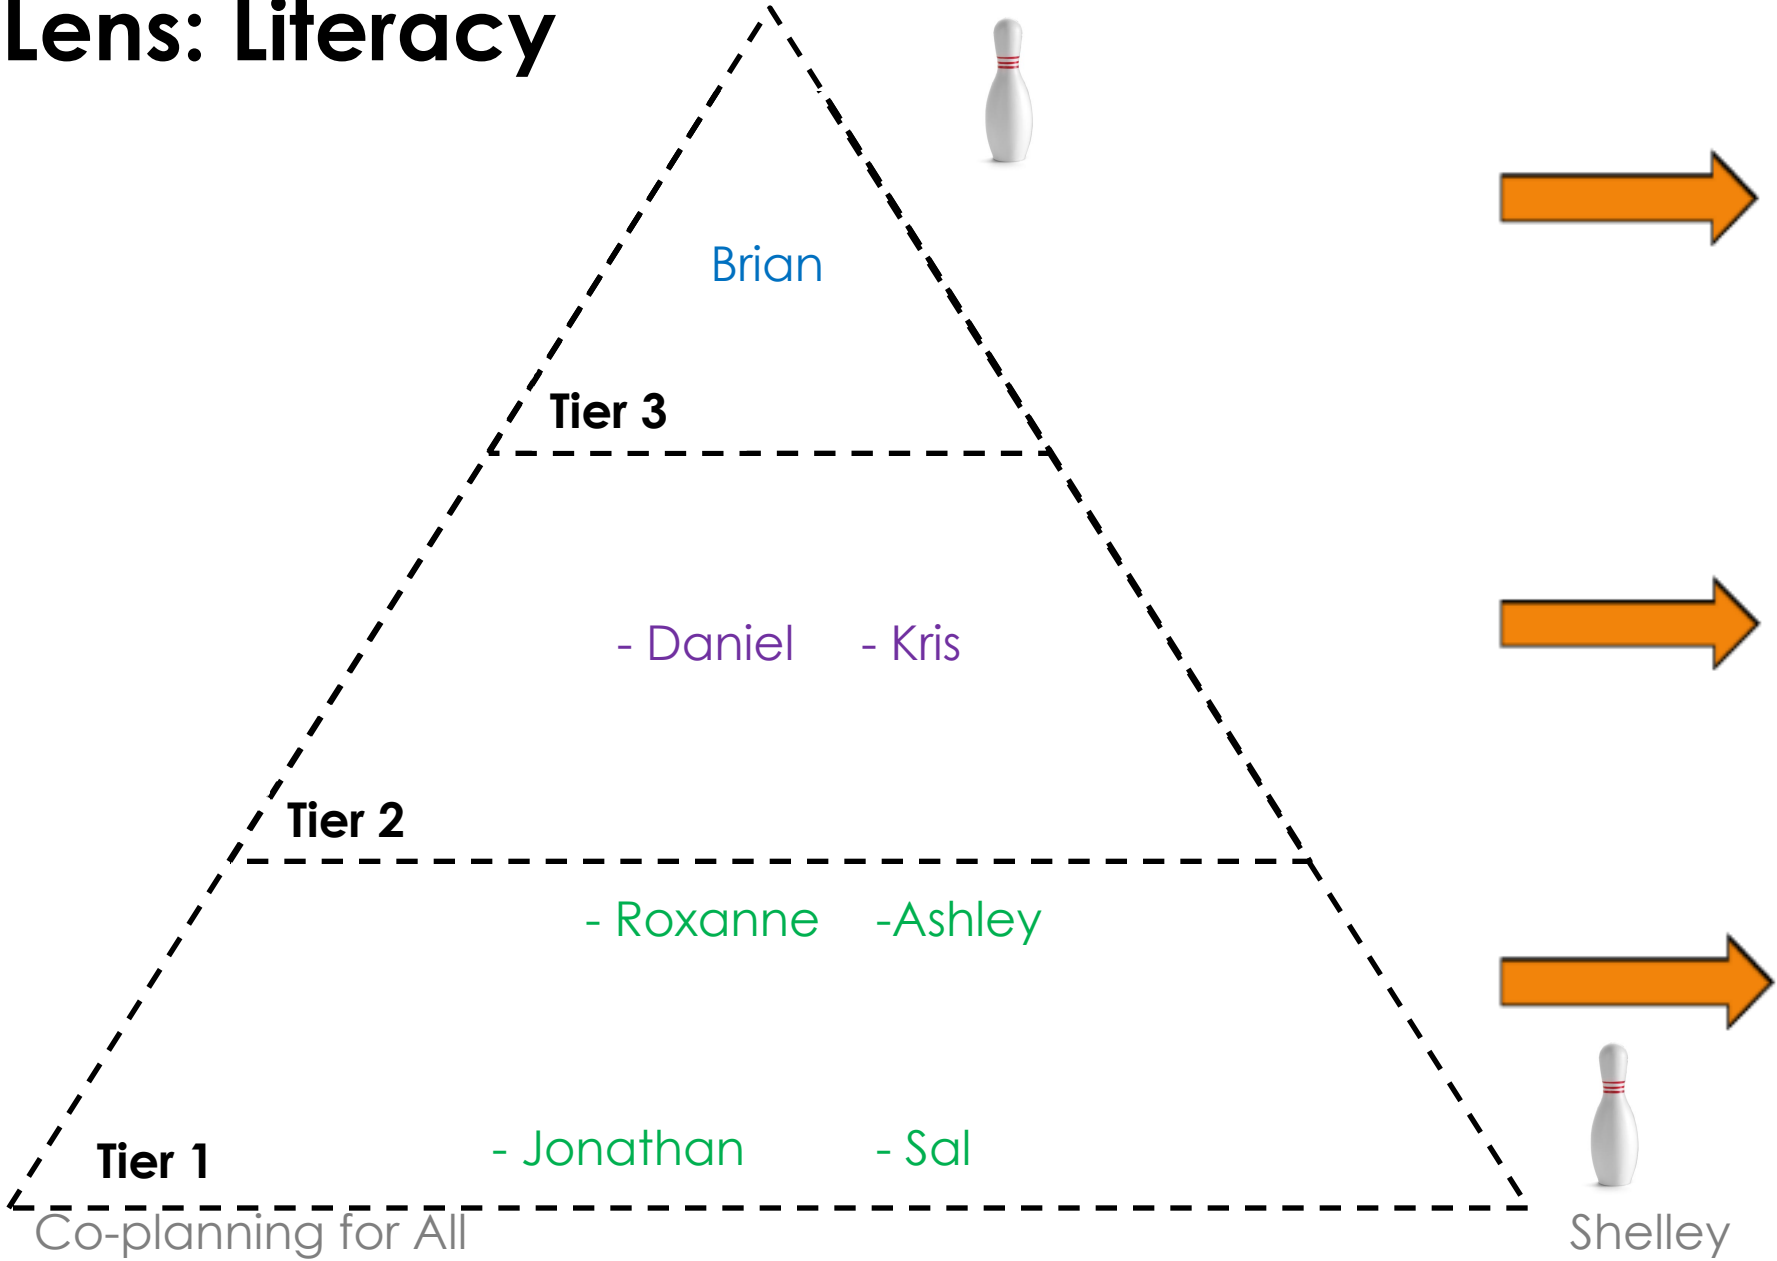 Lens: Literacy
Brian
Tier 3
- Daniel - Kris
Tier 2
- Roxanne -Ashley
- Jonathan - Sal
Tier 1
Co-planning for All
Shelley